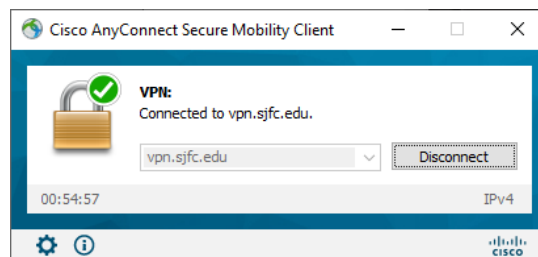 Cisco AnyConnect Secure Mobility Client
VPN:
Connected to vpn.sjfc.edu.
vpn.sjfc.edu
Disconnect
00:54:57
IPv4
cisco